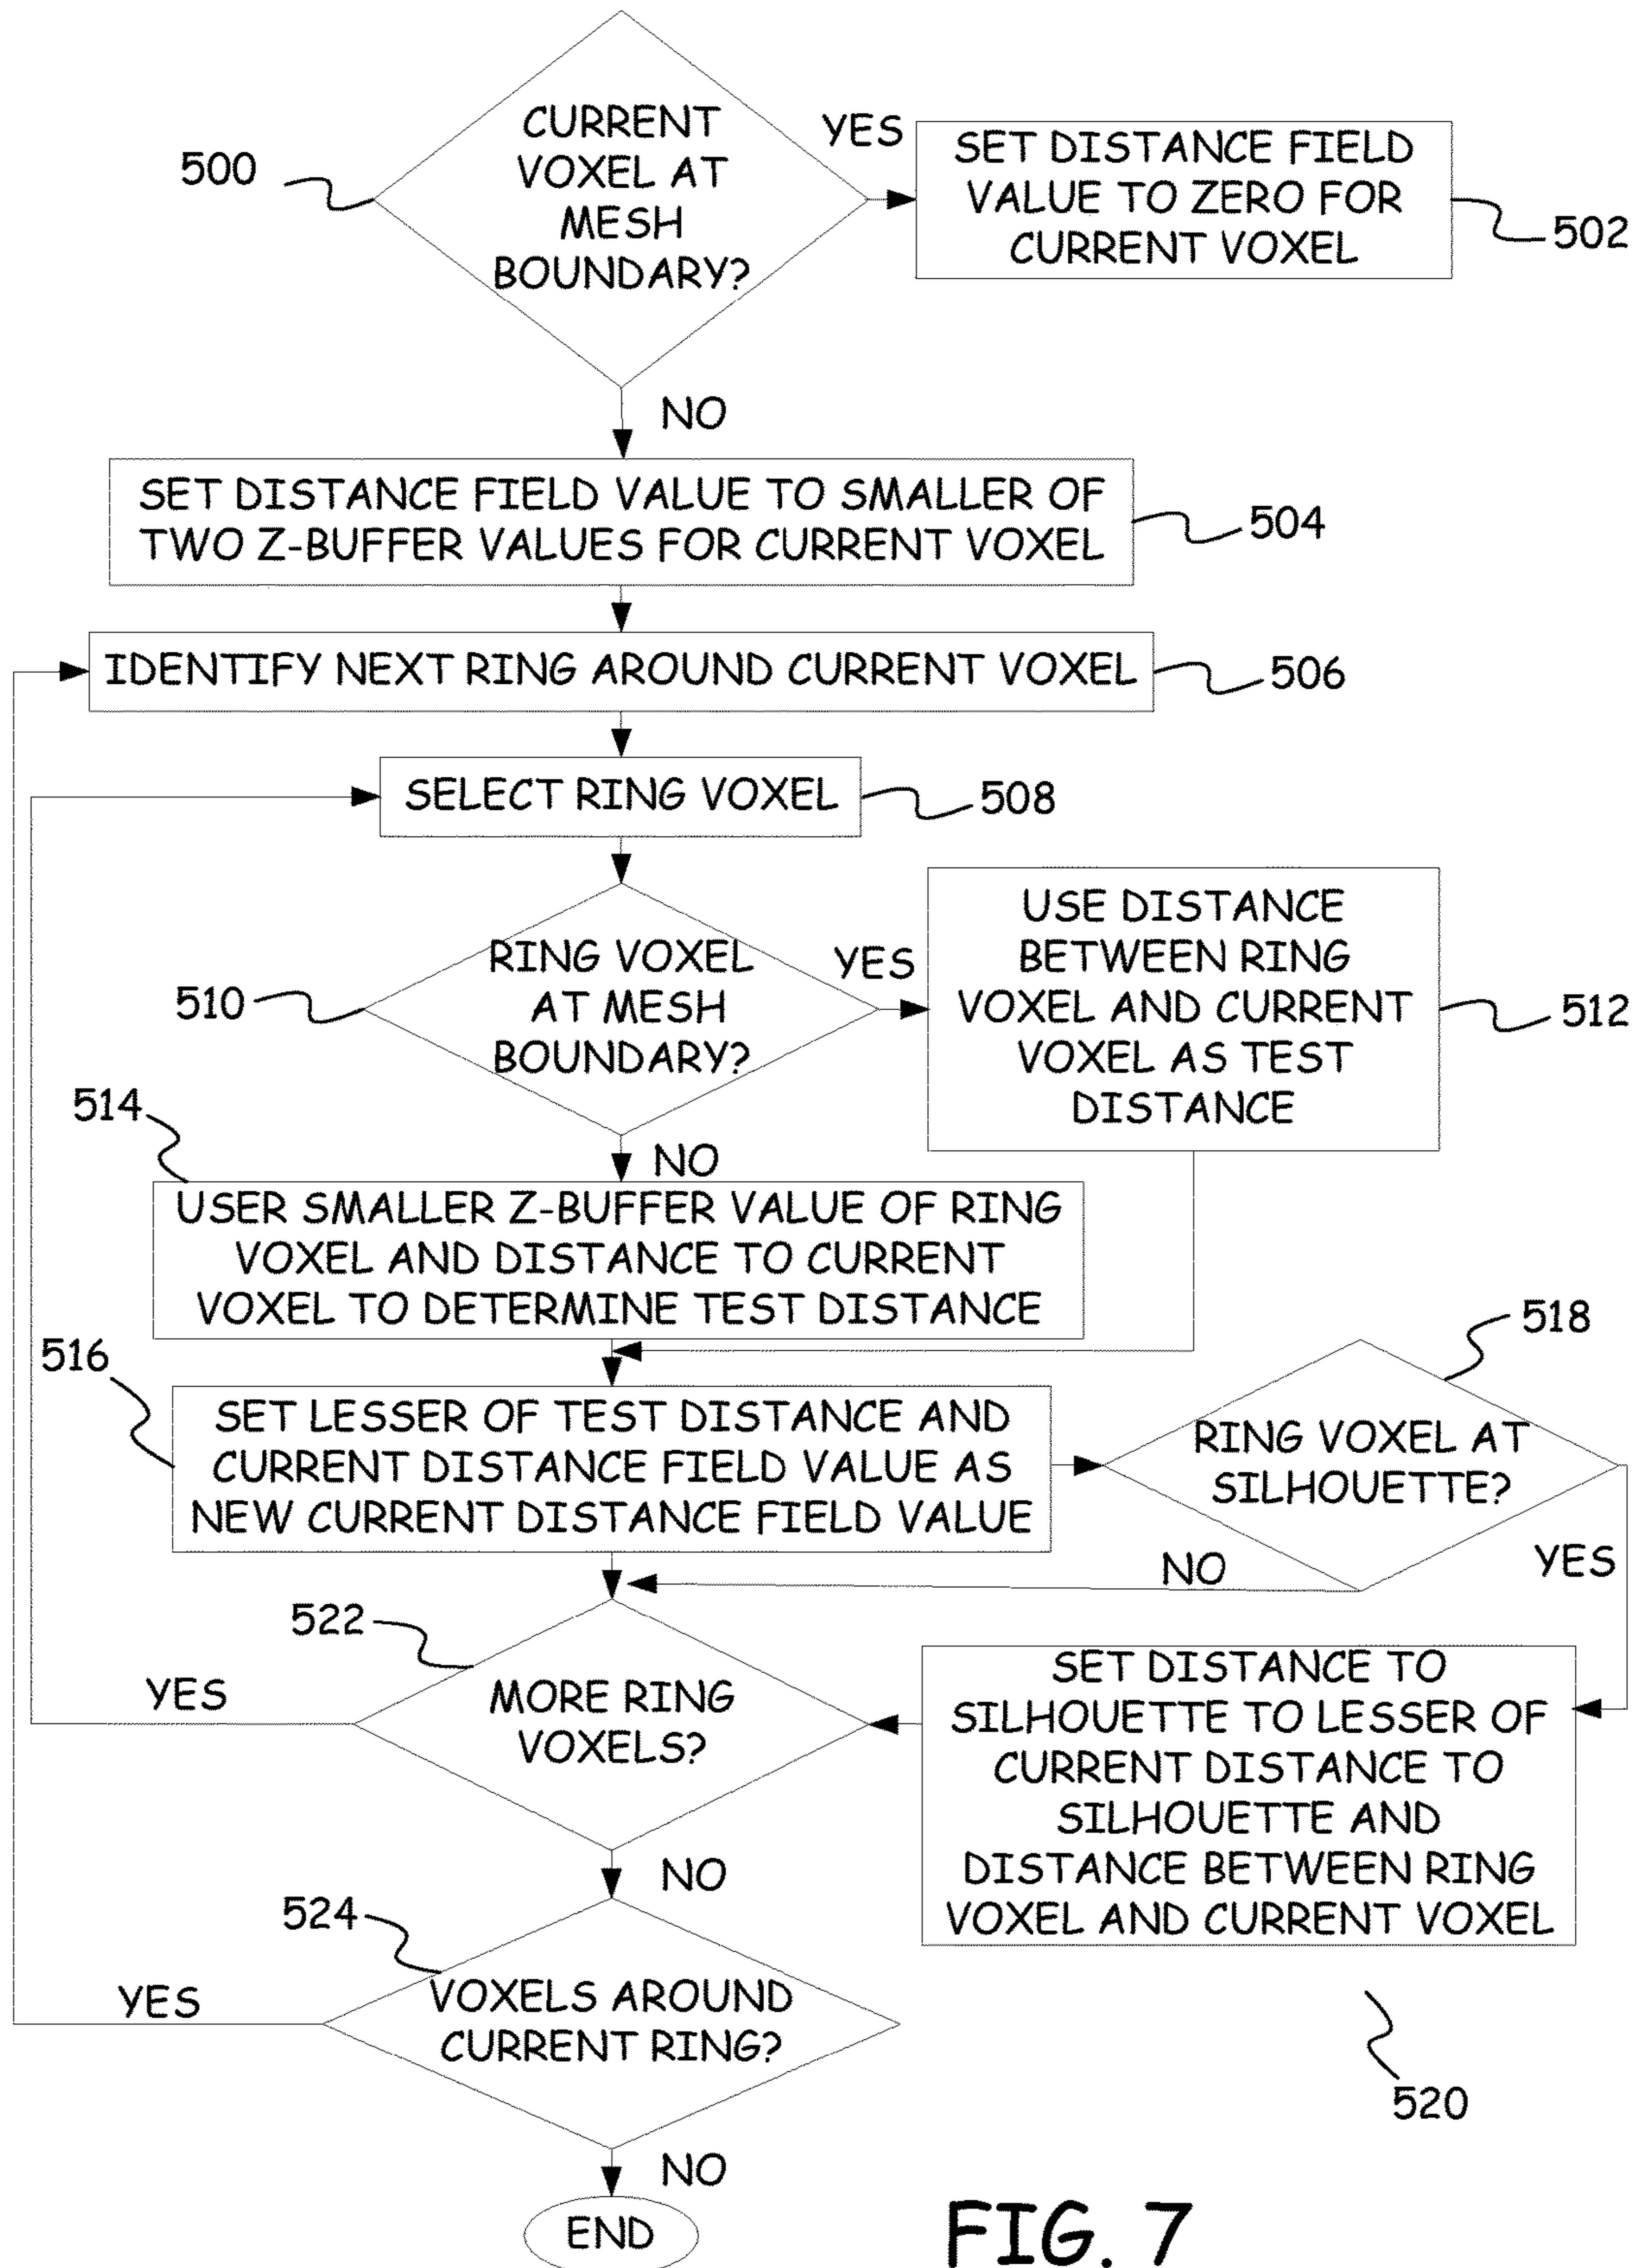 CURRENT
VOXEL AT
MESH
BOUNDARY?
500
YES
SET DISTANCE FIELD
VALUE TO ZERO FOR
CURRENT VOXEL
502
NO
SET DISTANCE FIELD VALUE TO SMALLER OF
TWO Z-BUFFER VALUES FOR CURRENT VOXEL
504
IDENTIFY NEXT RING AROUND CURRENT VOXEL
506
SELECT RING VOXEL
508
RING VOXEL
AT MESH
BOUNDARY?
510
YES
USE DISTANCE
BETWEEN RING
VOXEL AND CURRENT
VOXEL AS TEST
DISTANCE
512
514
NO
USER SMALLER Z-BUFFER VALUE OF RING
VOXEL AND DISTANCE TO CURRENT
VOXEL TO DETERMINE TEST DISTANCE
516
SET LESSER OF TEST DISTANCE AND
CURRENT DISTANCE FIELD VALUE AS
NEW CURRENT DISTANCE FIELD VALUE
518
RING VOXEL AT
SILHOUETTE?
NO
YES
522
MORE RING
VOXELS?
YES
SET DISTANCE TO
SILHOUETTE TO LESSER OF
CURRENT DISTANCE TO
SILHOUETTE AND
DISTANCE BETWEEN RING
VOXEL AND CURRENT VOXEL
520
NO
524
VOXELS AROUND
CURRENT RING?
YES
NO
END
FIG. 7